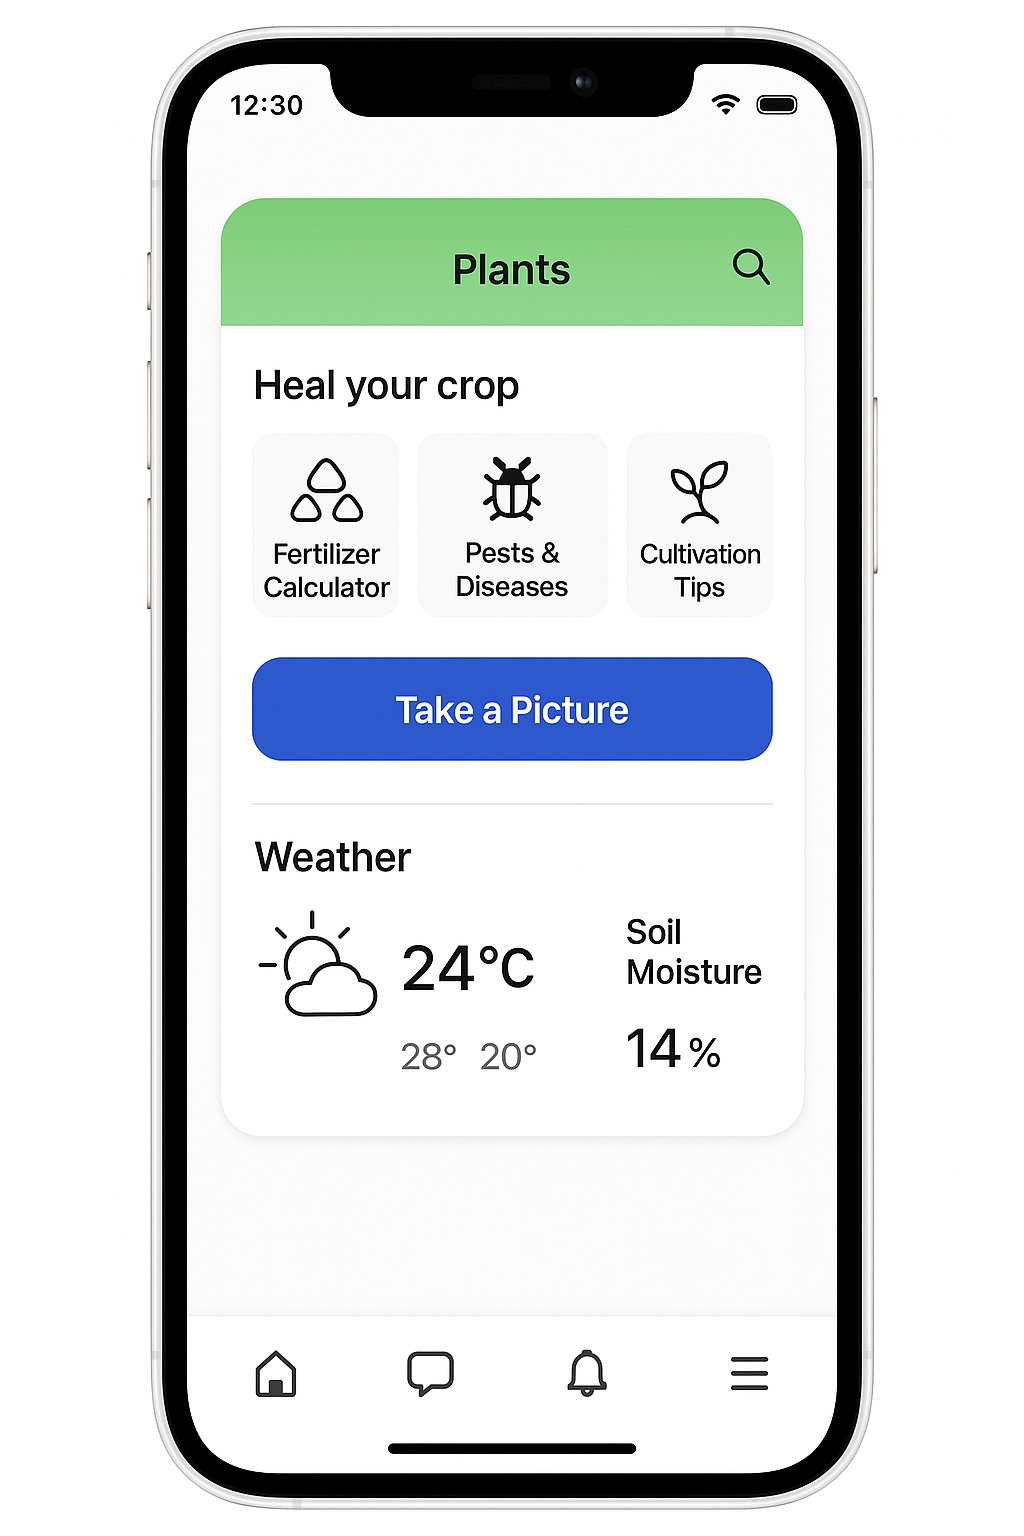 12:30
Plants
Heal your crop
Fertilizer
Calculator
Pests &
Diseases
Cultivation
Tips
Take a Picture
Weather
24°C
28° 20°
Soil
Moisture
14%